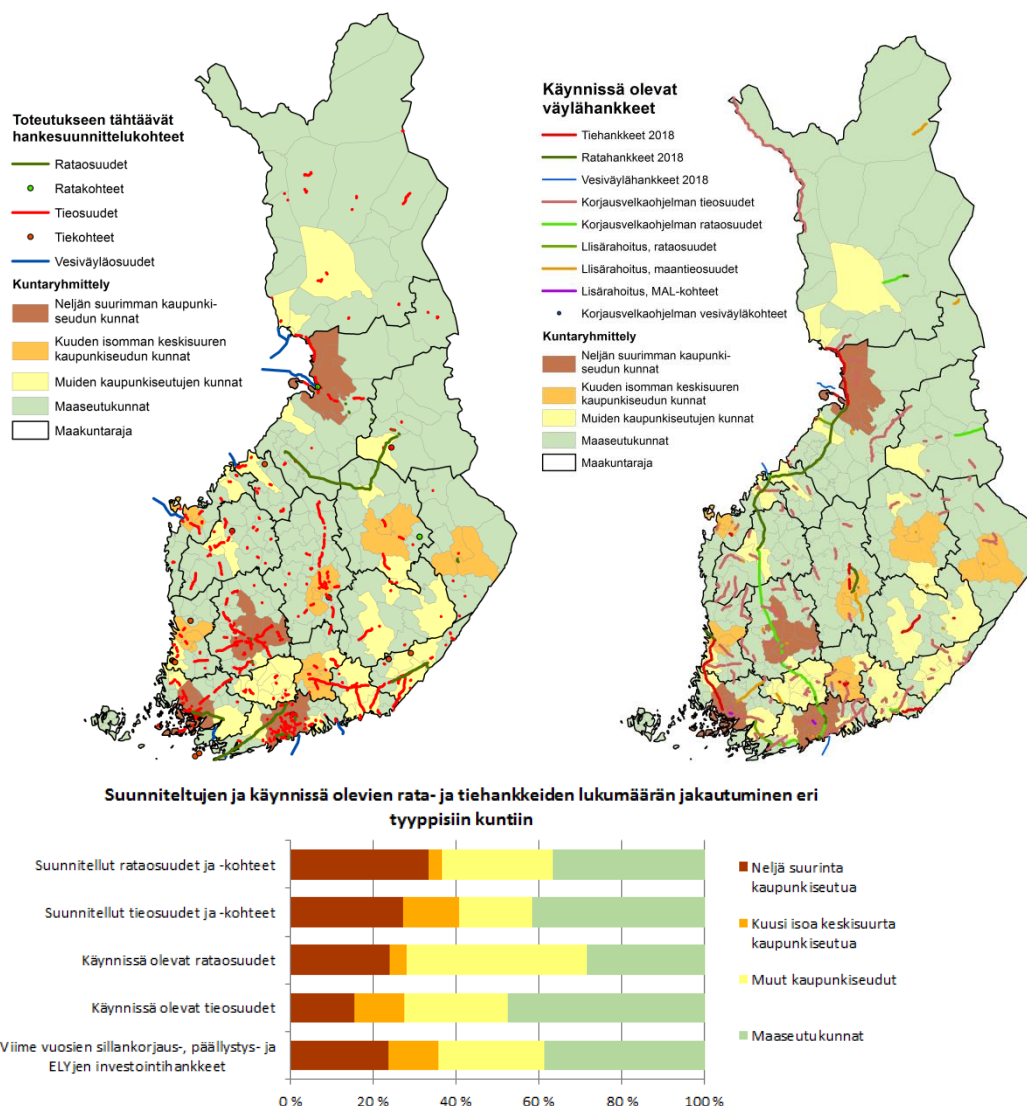 Toteutukseen tähtäävät
hankesuunnittelukohteet
Rataosuudet
Ratakohteet
Tieosuudet
Tiekohteet
Vesiväyläosuudet
Kuntaryhmittely
Neljän suurimman kaupunki-
seudun kunnat
Kuuden isomman keskisuuren
kaupunkiseudun kunnat
Muiden kaupunkiseutujen kunnat
Maaseutukunnat
Maakuntaraja
Käynnissä olevat
väylähankkeet
Tiehankkeet 2018
Ratahankkeet 2018
Vesiväylähankkeet 2018
Korjausvelkaohjelman tieosuudet
Korjausvelkaohjelman rataosuudet
Llisärahoitus, rataosuudet
Llisärahoitus, maantieosuudet
Lisärahoitus, MAL-kohteet
Korjausvelkaohjelman vesiväyläkohteet
Kuntaryhmittely
Neljän suurimman kaupunki-
seudun kunnat
Kuuden isomman keskisuuren
kaupunkiseudun kunnat
Muiden kaupunkiseutujen kunnat
Maaseutukunnat
Maakuntaraja
Suunniteltujen ja käynnissä olevien rata- ja tiehankkeiden lukumäärän jakautuminen eri
tyyppisiin kuntiin
Suunnitellut rataosuudet ja -kohteet
Suunnitellut tieosuudet ja -kohteet
Käynnissä olevat rataosuudet
Käynnissä olevat tieosuudet
Viime vuosien sillankorjaus-, päällystys- ja
ELYjen investointihankkeet
0 % 20 % 40 % 60 % 80 % 100 %
Neljä suurinta
kaupunkiseutua
Kuusi isoa keskisuurta
kaupunkiseutua
Muut kaupunkiseudut
Maaseutukunnat